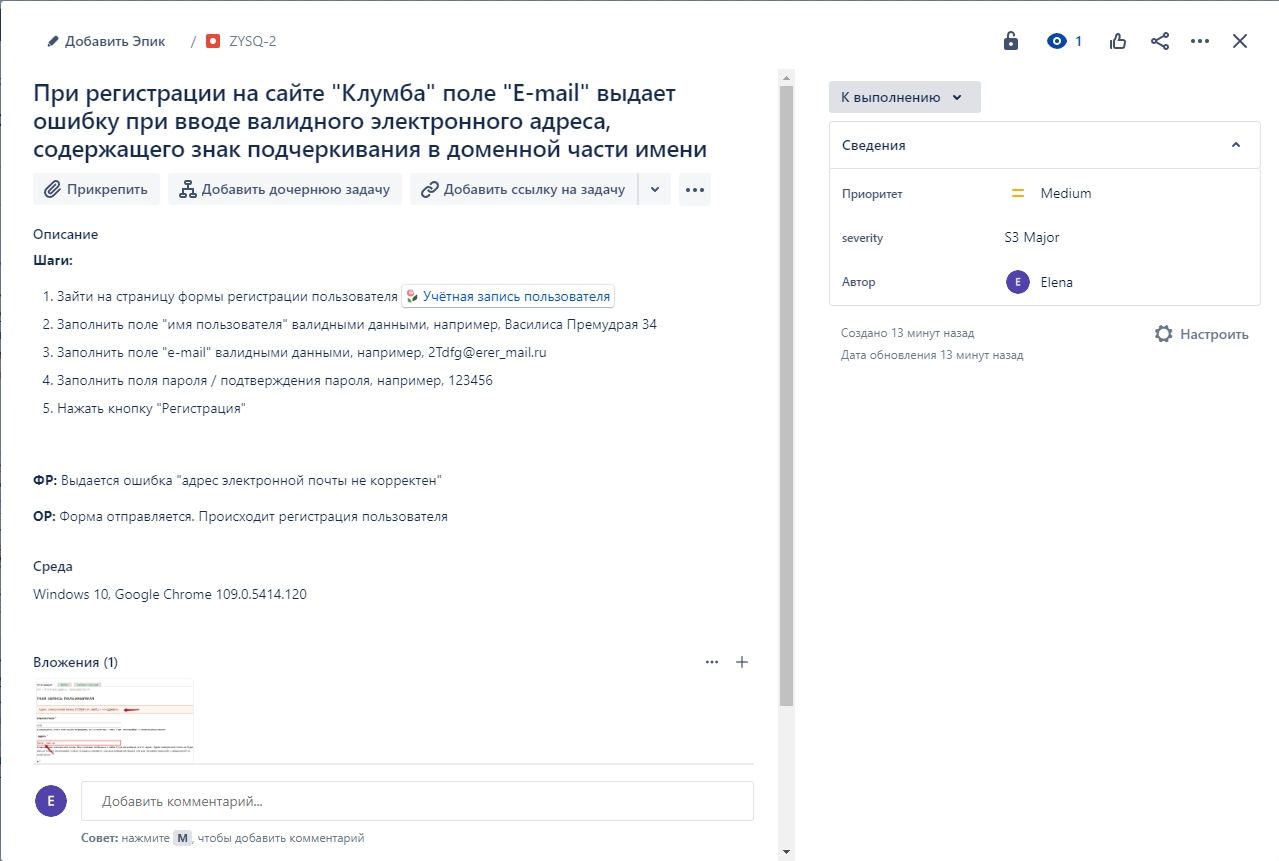 Добавить Эпик / ZYSQ-2
1
При регистрации на сайте "Клумба" поле "E-mail" выдает
ошибку при вводе валидного электронного адреса,
содержащего знак подчеркивания в доменной части имени
Прикрепить
Добавить дочернюю задачу
Добавить ссылку на задачу
Описание
Шаги:
1. Зайти на страницу формы регистрации пользователя Учётная запись пользователя
2. Заполнить поле "имя пользователя" валидными данными, например, Василиса Премудрая 34
3. Заполнить поле "e-mail" валидными данными, например, 2Tdfg@erer_mail.ru
4. Заполнить поля пароля / подтверждения пароля, например, 123456
5. Нажать кнопку "Регистрация"
ФР: Выдается ошибка "адрес электронной почты не корректен"
ОР: Форма отправляется. Происходит регистрация пользователя
Среда
Windows 10, Google Chrome 109.0.5414.120
Вложения (1)
E
Добавить комментарий...
Совет: нажмите M, чтобы добавить комментарий
К выполнению
Сведения
Приоритет
Medium
severity
S3 Major
Автор
E
Elena
Создано 13 минут назад
Дата обновления 13 минут назад
Настроить